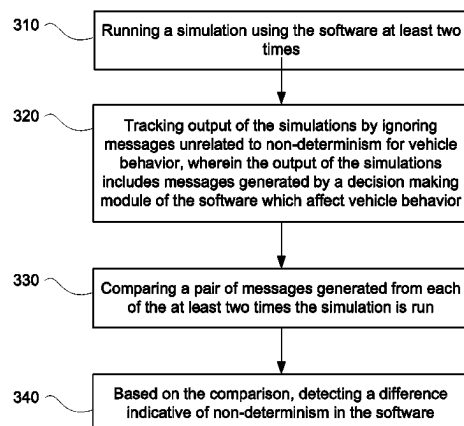 310
Running a simulation using the software at least two
times
320
Tracking output of the simulations by ignoring
messages unrelated to non-determinism for vehicle
behavior, wherein the output of the simulations
includes messages generated by a decision making
module of the software which affect vehicle behavior
330
Comparing a pair of messages generated from each
of the at least two times the simulation is run
340
Based on the comparison, detecting a difference
indicative of non-determinism in the software